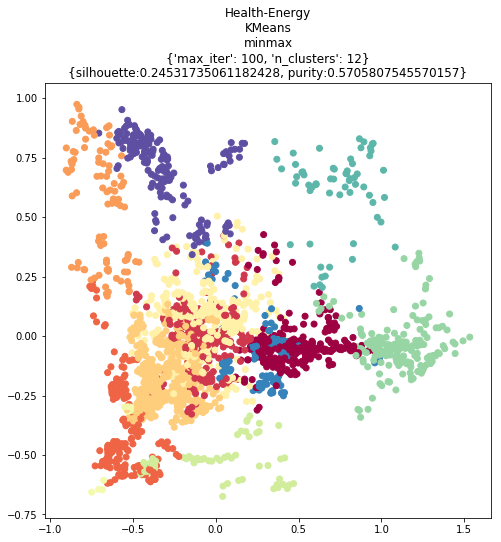 Health-Energy
KMeans
minmax
{'max_iter': 100, 'n_clusters': 12}
{silhouette:0.24531735061182428, purity:0.5705807545570157}
1.00
0.75
0.50
0.25
0.00
−0.25
−0.50
−0.75
−1.0 −0.5 0.0 0.5 1.0 1.5